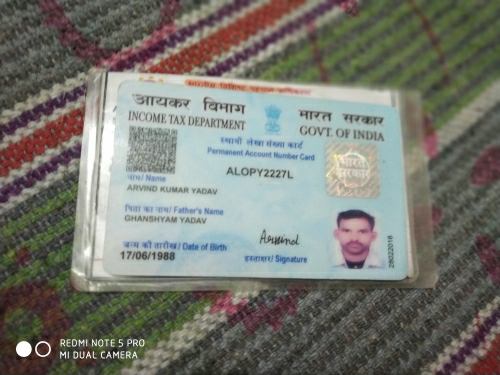 आयकर विभाग
INCOME TAX DEPARTMENT
भारत सरकार
GOVT. OF INDIA
स्थायी लेखा संख्या कार्ड
Permanent Account Number Card
ALOPY2227L
भारत
सरकार
नाम/ Name
ARVIND KUMAR YADAV
पिता का नाम/ Father's Name
GHANSHYAM YADAV
जन्म की तारीख/ Date of Birth
17/06/1988
Arvind
हस्ताक्षर/ Signature
28022018
REDMI NOTE 5 PRO
MI DUAL CAMERA